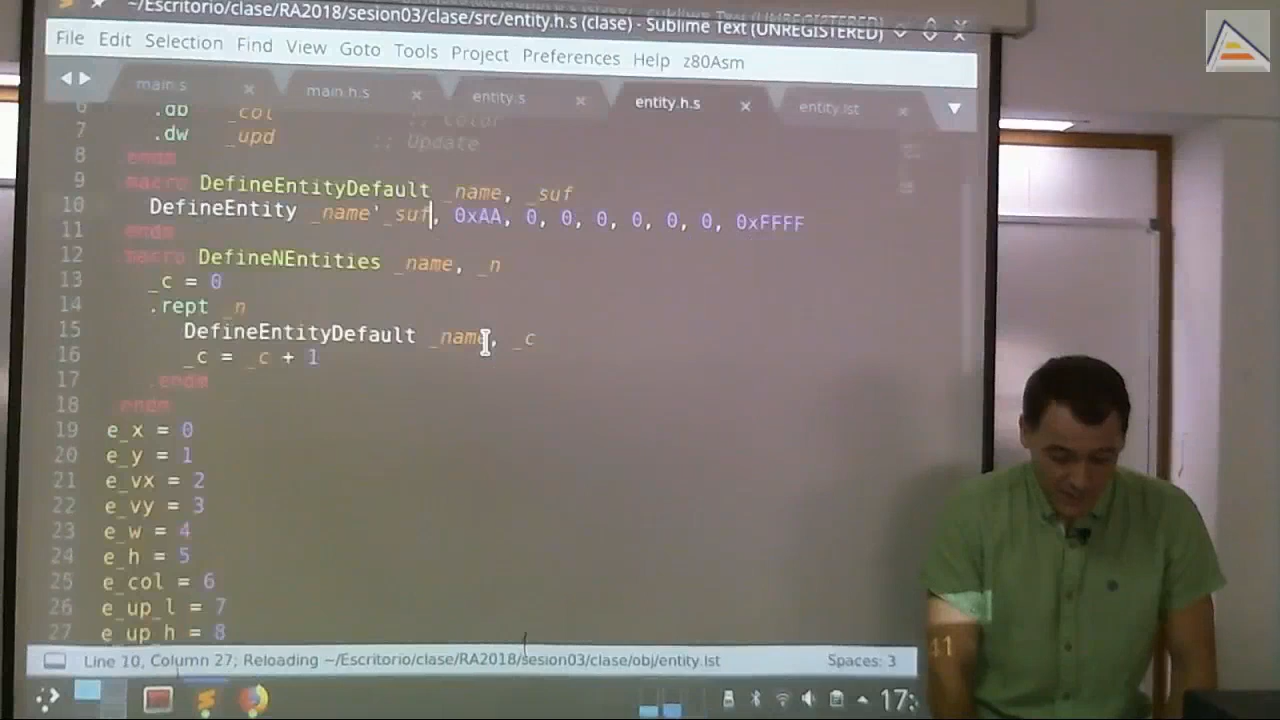 ~/Escritorio/clase/RA2018/sesion03/clase/src/entity.h.s (clase) - Sublime Text (UNREGISTERED)
File Edit Selection Find View Goto Tools Project Preferences Help z80Asm
main.s × main.h.s × entity.s × entity.h.s × entity.lst ×
6 .db _col ;; Color
7 .dw _upd ;; Update
8 .endm
9 .macro DefineEntityDefault _name, _suf
10 DefineEntity _name'_suf, 0xAA, 0, 0, 0, 0, 0, 0, 0xFFFF
11 .endm
12 .macro DefineNEntities _name, _n
13 _c = 0
14 .rept _n
15 DefineEntityDefault _name, _c
16 _c = _c + 1
17 .endm
18 .endm
19 e_x = 0
20 e_y = 1
21 e_vx = 2
22 e_vy = 3
23 e_w = 4
24 e_h = 5
25 e_col = 6
26 e_up_l = 7
27 e_up_h = 8
Line 10, Column 27; Reloading ~/Escritorio/clase/RA2018/sesion03/clase/obj/entity.lst Spaces: 3
17:
41